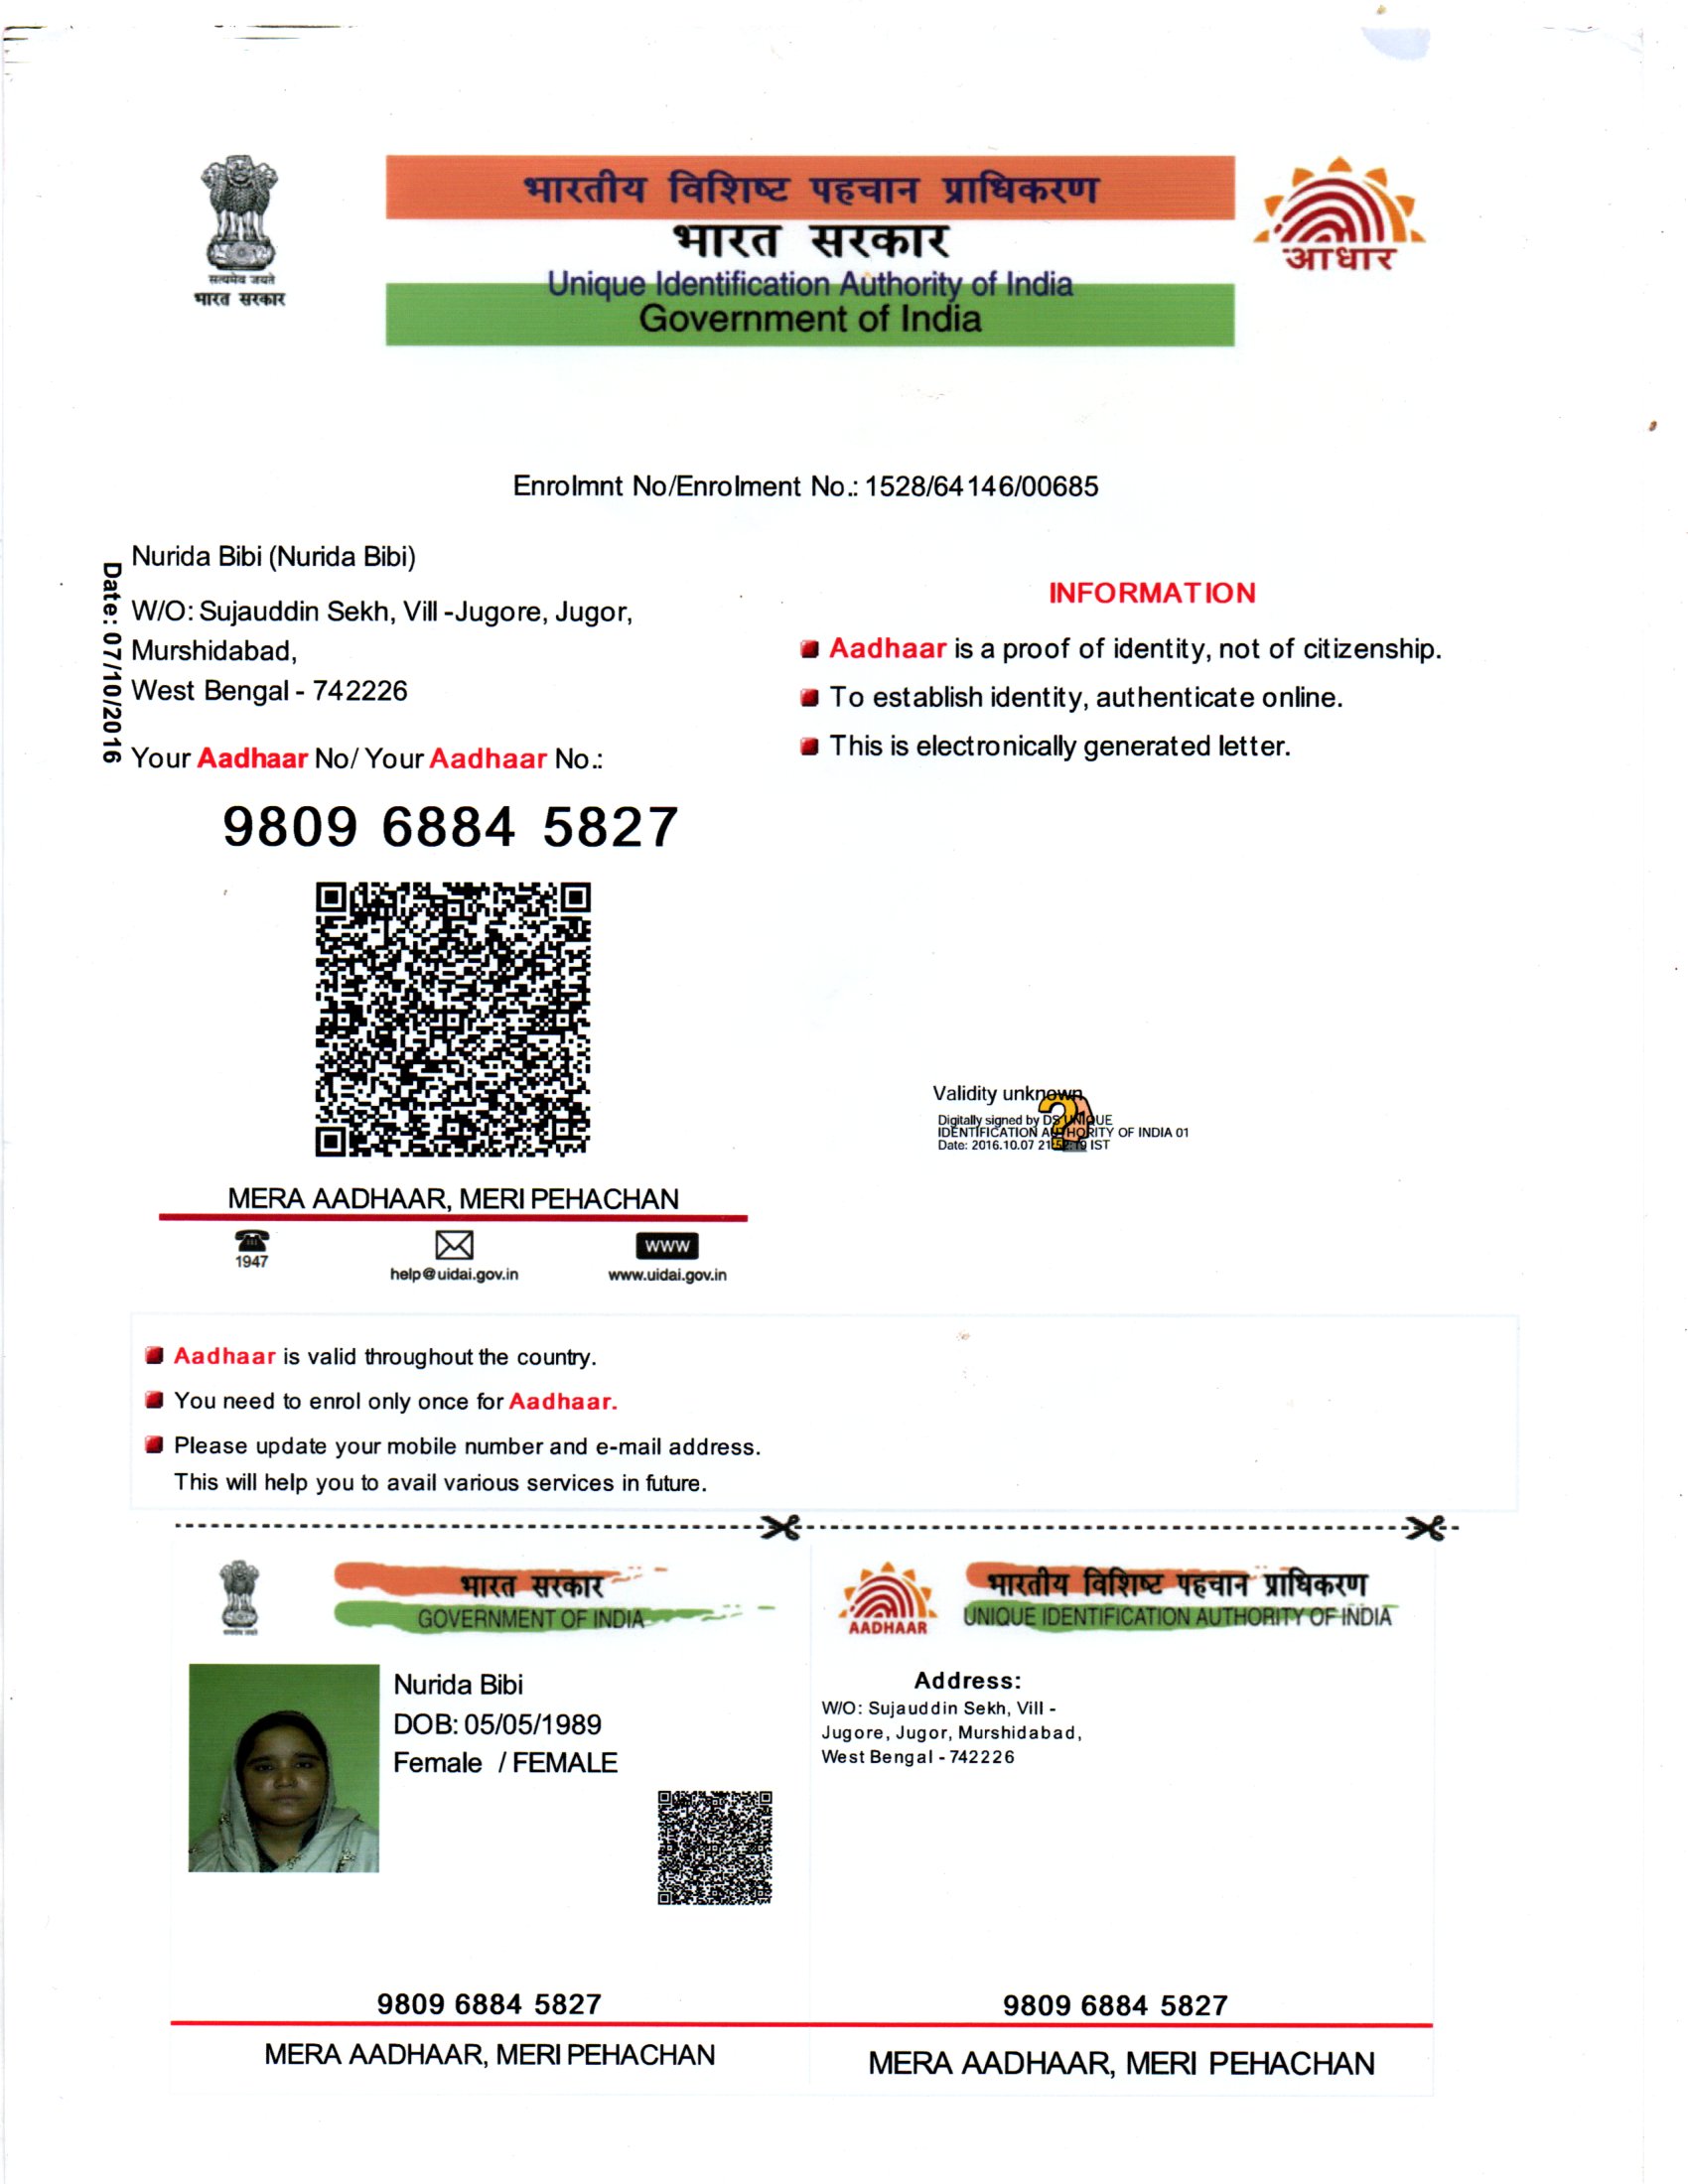 सत्यमेव जयते
भारत सरकार
भारतीय विशिष्ट पहचान प्राधिकरण
भारत सरकार
Unique Identification Authority of India
Government of India
आधार
Enrolmnt No/Enrolment No.: 1528/64146/00685
Date: 07/10/2016
Nurida Bibi (Nurida Bibi)
W/O: Sujauddin Sekh, Vill -Jugore, Jugor,
Murshidabad,
West Bengal - 742226
Your Aadhaar No/ Your Aadhaar No.:
9809 6884 5827
INFORMATION
Aadhaar is a proof of identity, not of citizenship.
To establish identity, authenticate online.
This is electronically generated letter.
Validity unknown
Digitally signed by DS UNIQUE
IDENTIFICATION AUTHORITY OF INDIA 01
Date: 2016.10.07 21 IST
MERA AADHAAR, MERI PEHACHAN
1947
help@uidai.gov.in
www
www.uidai.gov.in
Aadhaar is valid throughout the country.
You need to enrol only once for Aadhaar.
Please update your mobile number and e-mail address.
This will help you to avail various services in future.
भारत सरकार
GOVERNMENT OF INDIA
Nurida Bibi
DOB: 05/05/1989
Female / FEMALE
9809 6884 5827
MERA AADHAAR, MERI PEHACHAN
AADHAAR
भारतीय विशिष्ट पहचान प्राधिकरण
UNIQUE IDENTIFICATION AUTHORITY OF INDIA
Address:
W/O: Sujauddin Sekh, Vill -
Jugore, Jugor, Murshidabad,
West Bengal - 742226
9809 6884 5827
MERA AADHAAR, MERI PEHACHAN